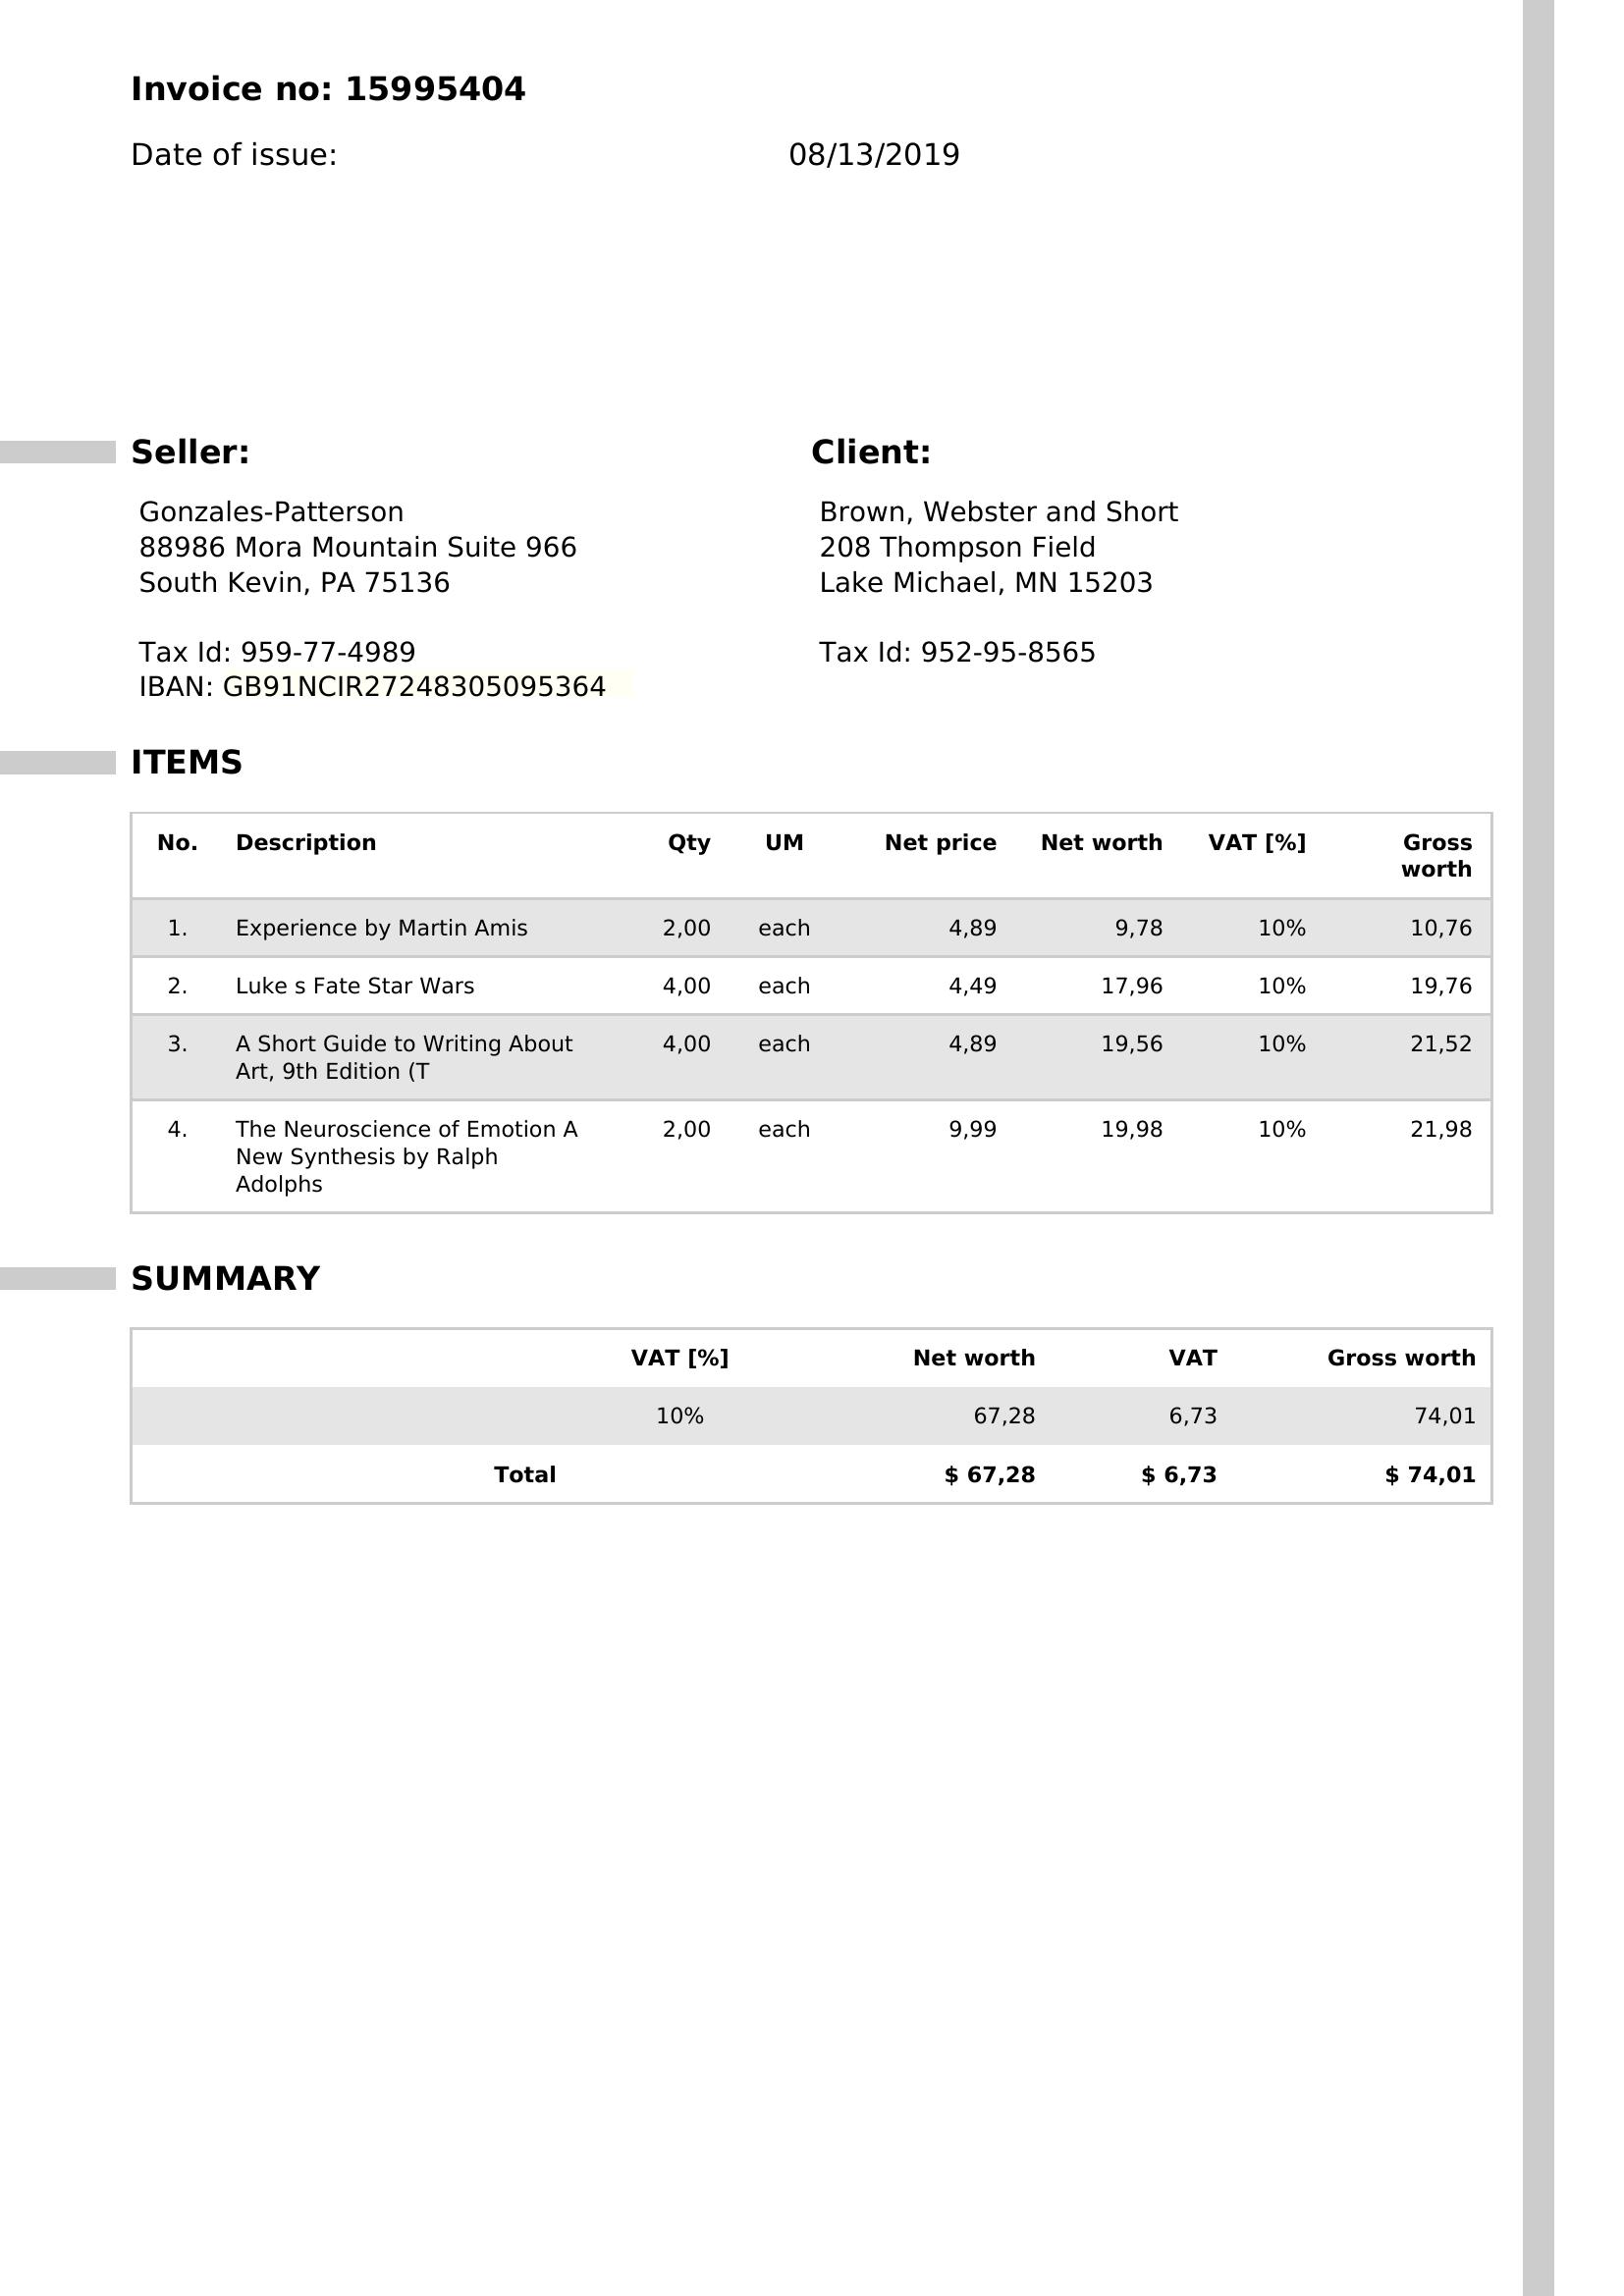 Invoice no: 15995404
Date of issue: 08/13/2019
Seller:
Gonzales-Patterson
88986 Mora Mountain Suite 966
South Kevin, PA 75136
Tax Id: 959-77-4989
IBAN: GB91NCIR27248305095364
Client:
Brown, Webster and Short
208 Thompson Field
Lake Michael, MN 15203
Tax Id: 952-95-8565
ITEMS
No. Description Qty UM Net price Net worth VAT [%] Gross
worth
1. Experience by Martin Amis 2,00 each 4,89 9,78 10% 10,76
2. Luke s Fate Star Wars 4,00 each 4,49 17,96 10% 19,76
3. A Short Guide to Writing About 4,00 each 4,89 19,56 10% 21,52
Art, 9th Edition (T
4. The Neuroscience of Emotion A 2,00 each 9,99 19,98 10% 21,98
New Synthesis by Ralph
Adolphs
SUMMARY
VAT [%] Net worth VAT Gross worth
10% 67,28 6,73 74,01
Total $ 67,28 $ 6,73 $ 74,01